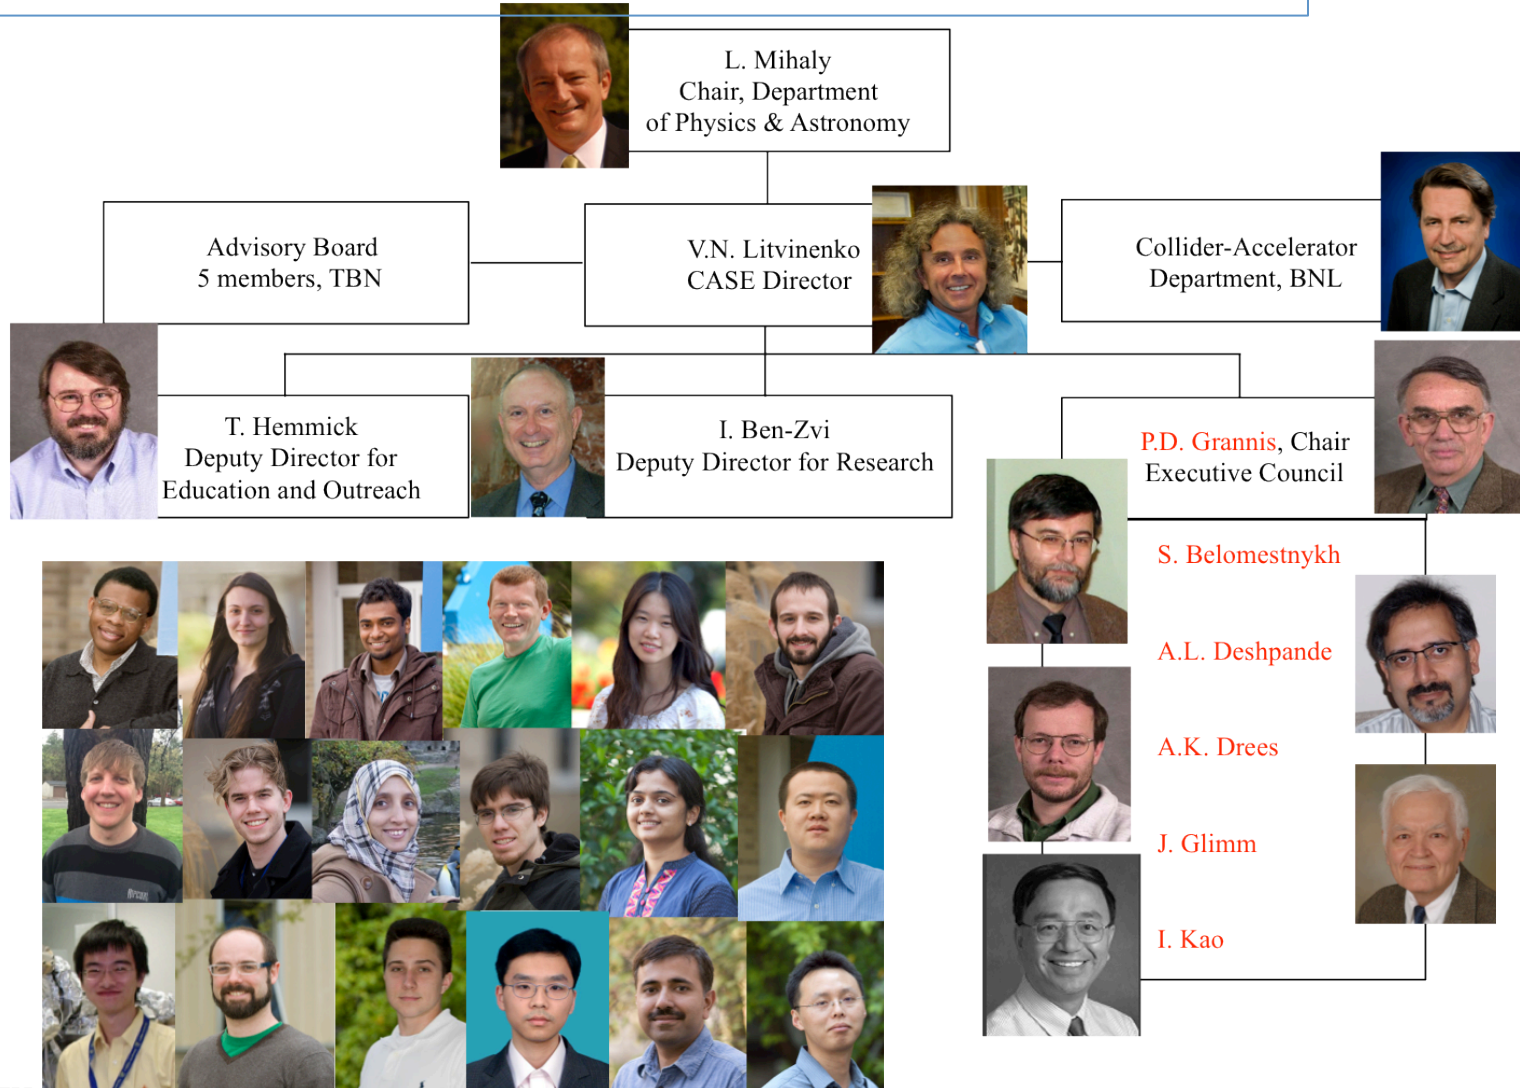 L. Mihaly
Chair, Department
of Physics & Astronomy
Advisory Board
5 members, TBN
V.N. Litvinenko
CASE Director
Collider-Accelerator
Department, BNL
T. Hemmick
Deputy Director for
Education and Outreach
I. Ben-Zvi
Deputy Director for Research
P.D. Grannis, Chair
Executive Council
S. Belomestnykh
A.L. Deshpande
A.K. Drees
J. Glimm
I. Kao